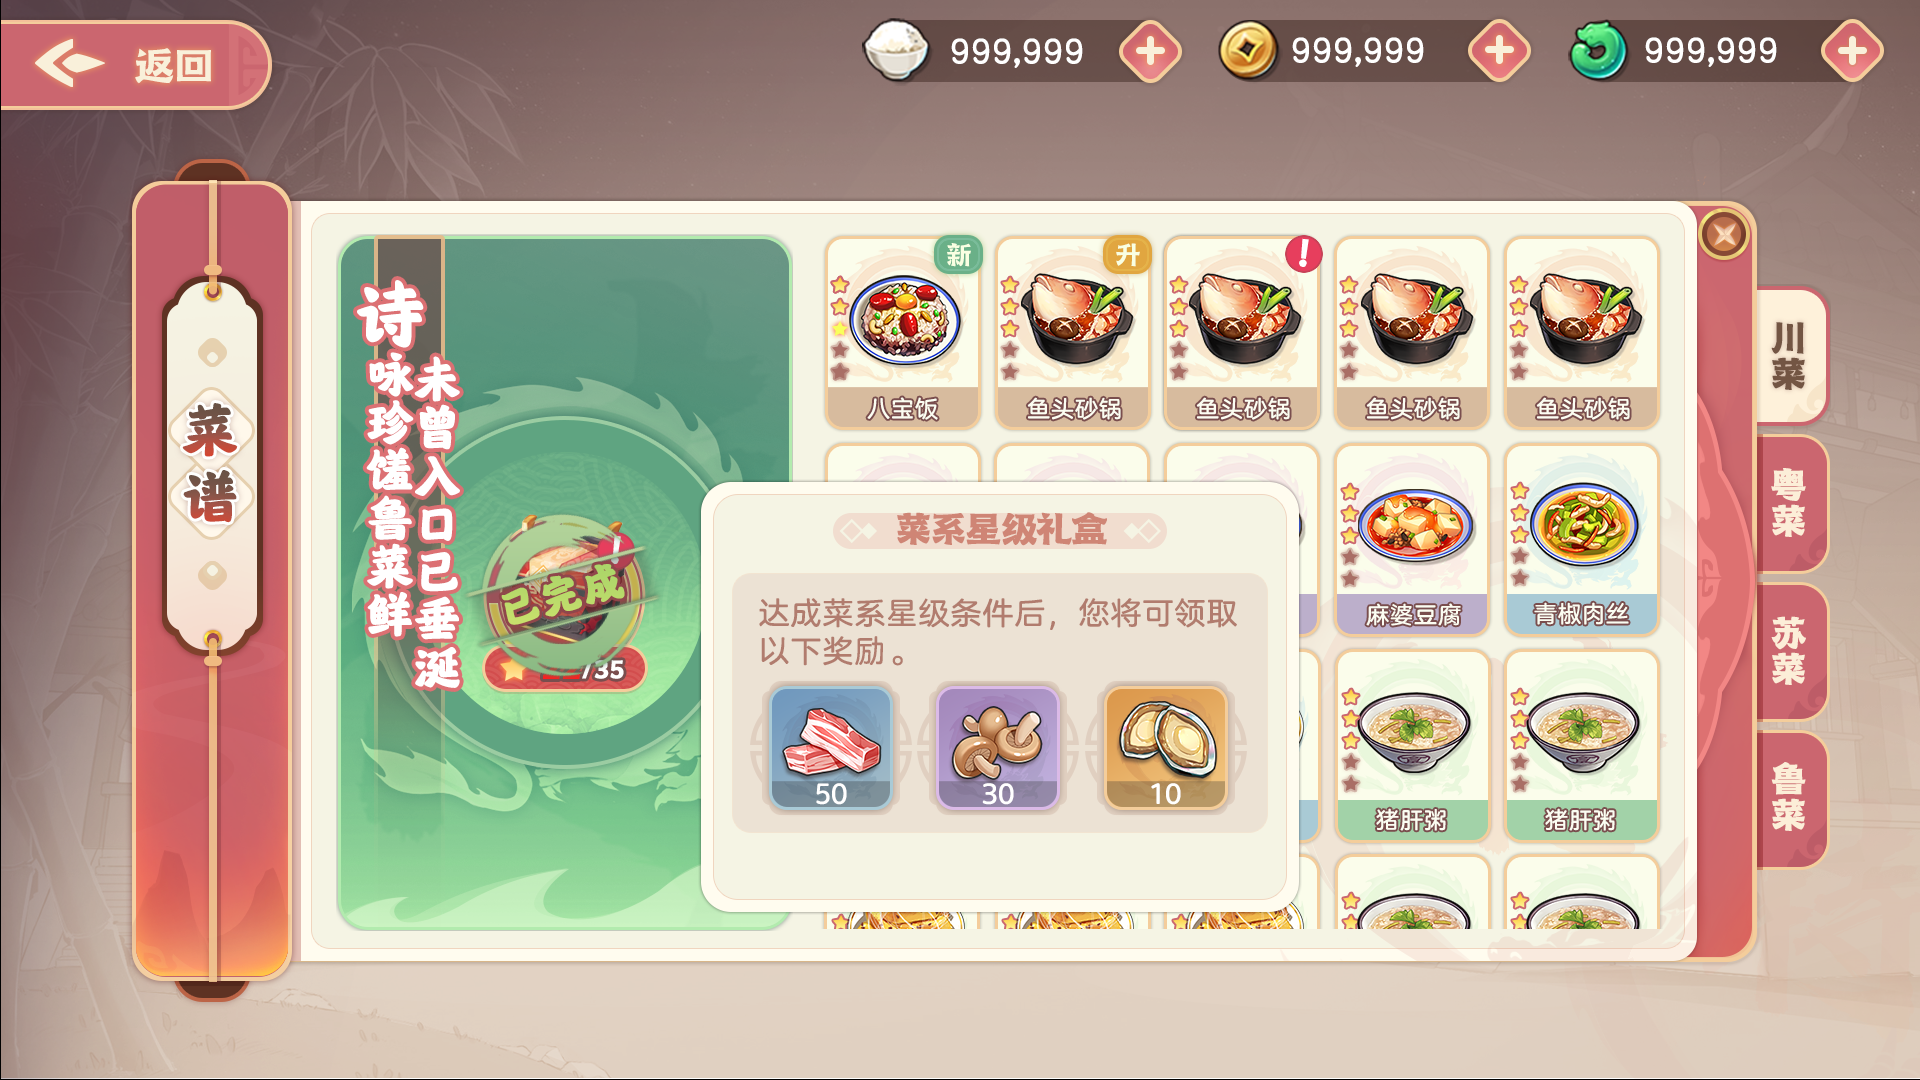 返回
999,999
999,999
999,999
菜谱
诗咏珍馐鲁菜鲜
未曾入口已垂涎
已完成
/35
新
升
八宝饭
鱼头砂锅
鱼头砂锅
鱼头砂锅
鱼头砂锅
麻婆豆腐
青椒肉丝
猪肝粥
猪肝粥
菜系星级礼盒
达成菜系星级条件后，您将可领取
以下奖励。
50
30
10
川菜
粤菜
苏菜
鲁菜